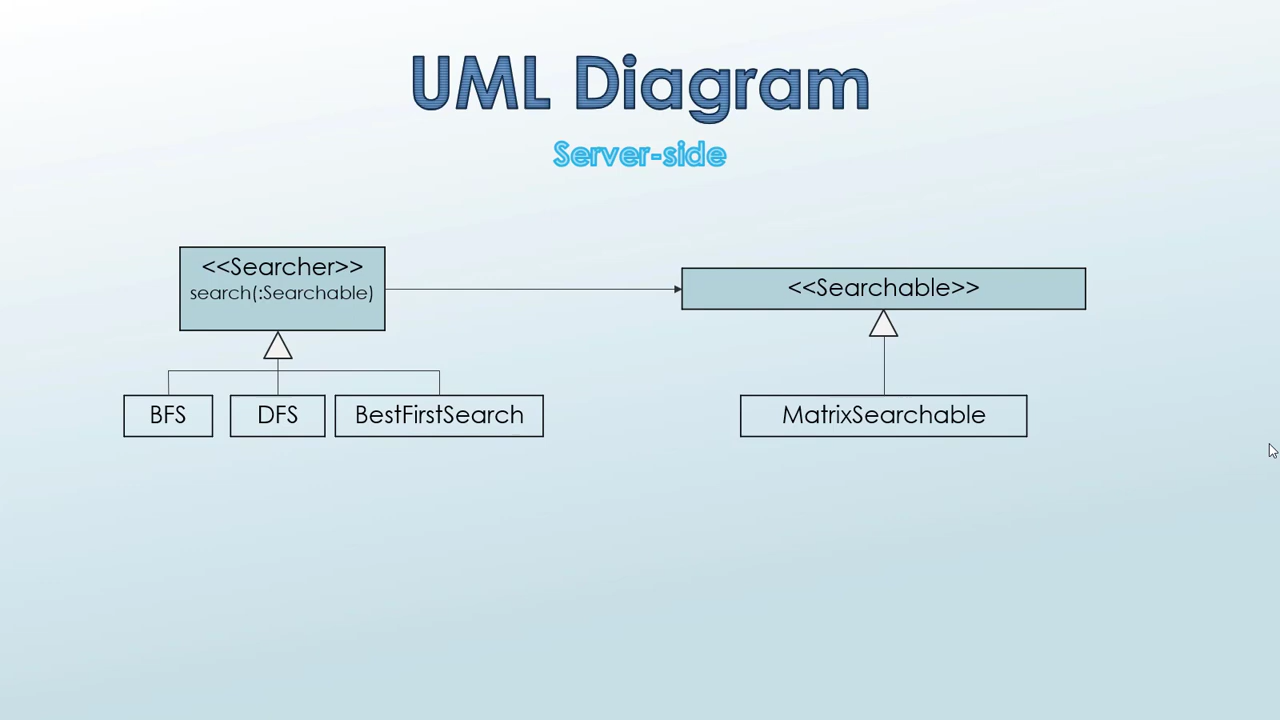 UML Diagram
Server-side
<<Searcher>>
search(:Searchable)
<<Searchable>>
BFS
DFS
BestFirstSearch
MatrixSearchable